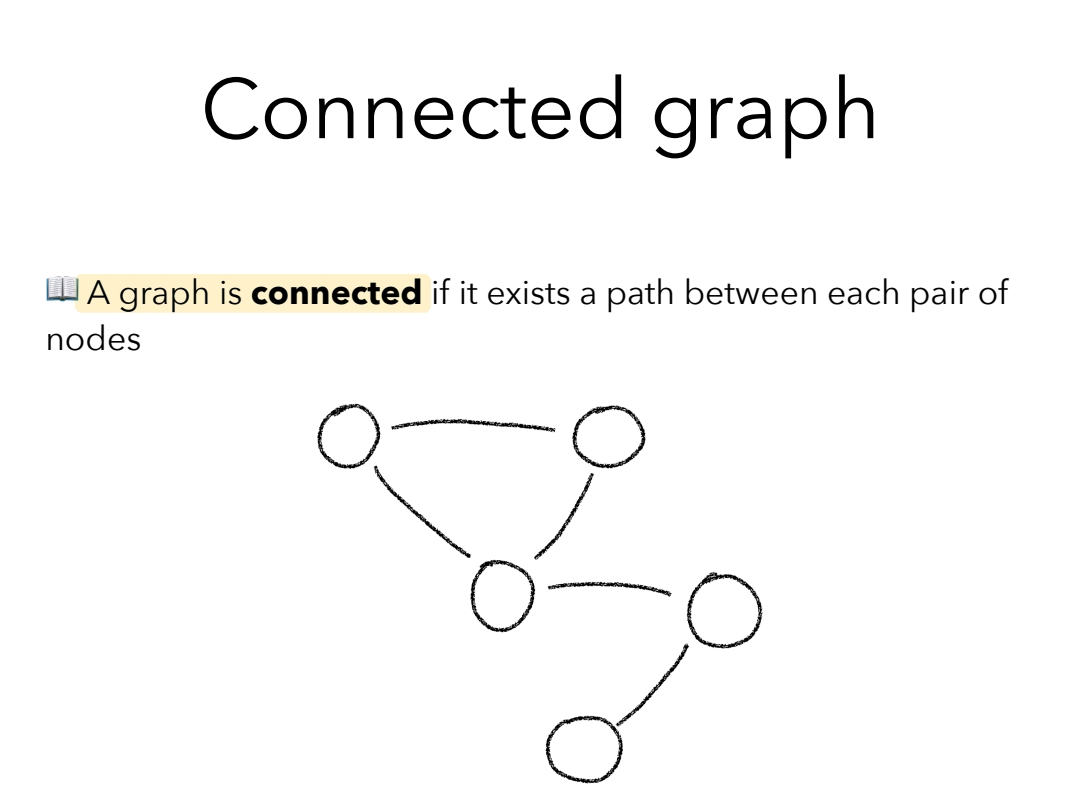 Connected graph
📖 A graph is connected if it exists a path between each pair of
nodes